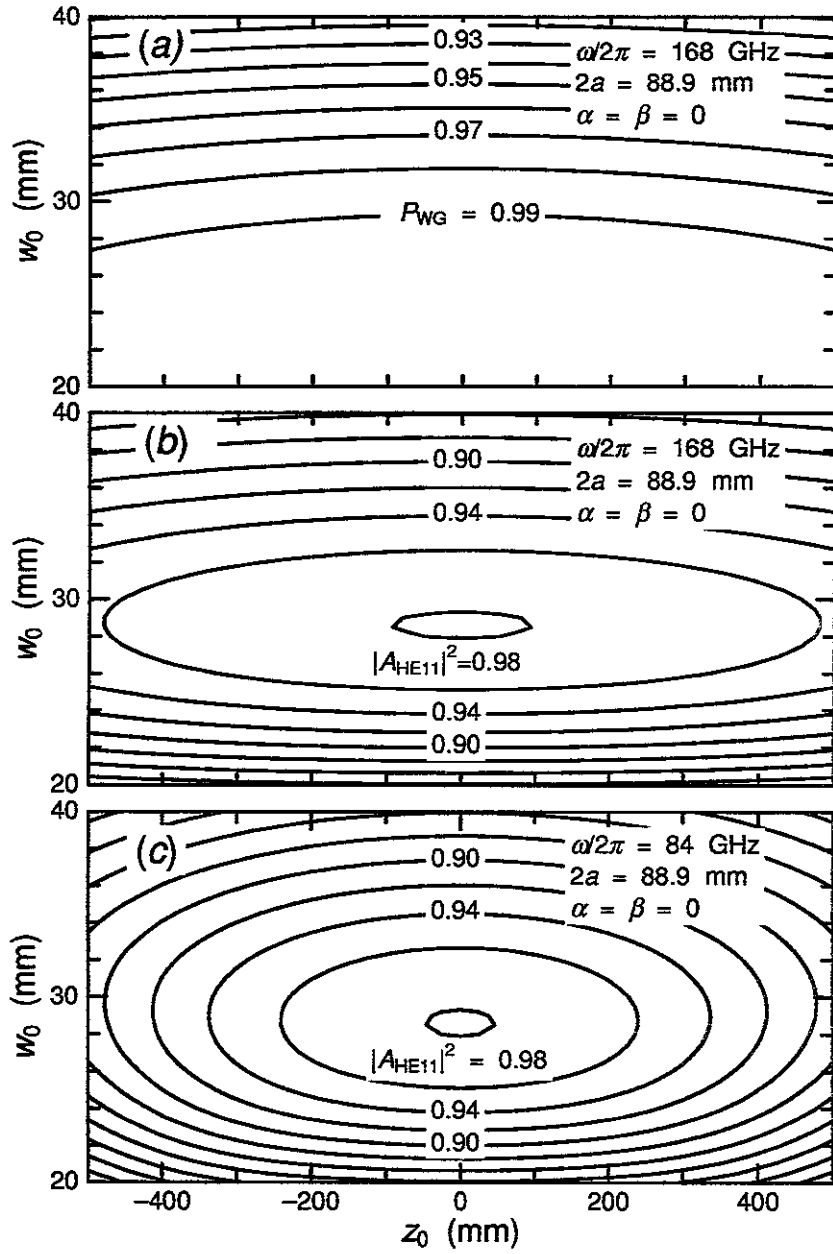 40
(a)
0.93
ω/2π = 168 GHz
0.95
2a = 88.9 mm
α = β = 0
0.97
w₀ (mm)
30
P_WG = 0.99
20
40
(b)
0.90
ω/2π = 168 GHz
2a = 88.9 mm
0.94
α = β = 0
w₀ (mm)
30
|A_HE11|²=0.98
0.94
0.90
20
40
(c)
0.90
ω/2π = 84 GHz
2a = 88.9 mm
0.94
α = β = 0
w₀ (mm)
30
|A_HE11|² = 0.98
0.94
0.90
20
−400 −200 0 200 400
z₀ (mm)